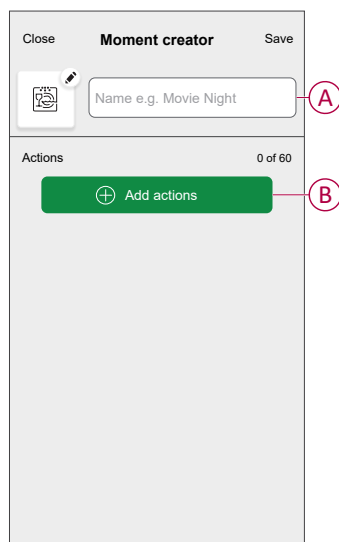 Close Moment creator Save
Name e.g. Movie Night A
Actions 0 of 60
Add actions B